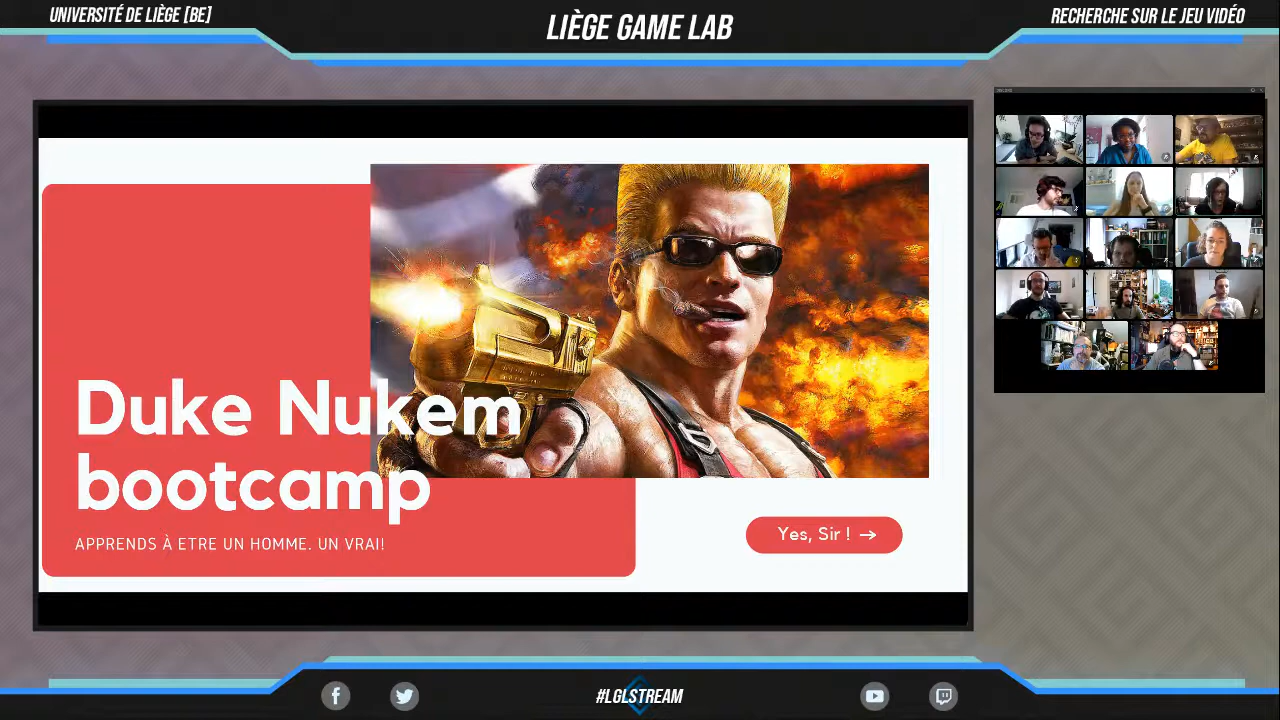 UNIVERSITÉ DE LIÈGE [BE]
LIÈGE GAME LAB
RECHERCHE SUR LE JEU VIDÉO
Duke Nukem
bootcamp
APPRENDS À ETRE UN HOMME. UN VRAI!
Yes, Sir ! →
#LGLSTREAM